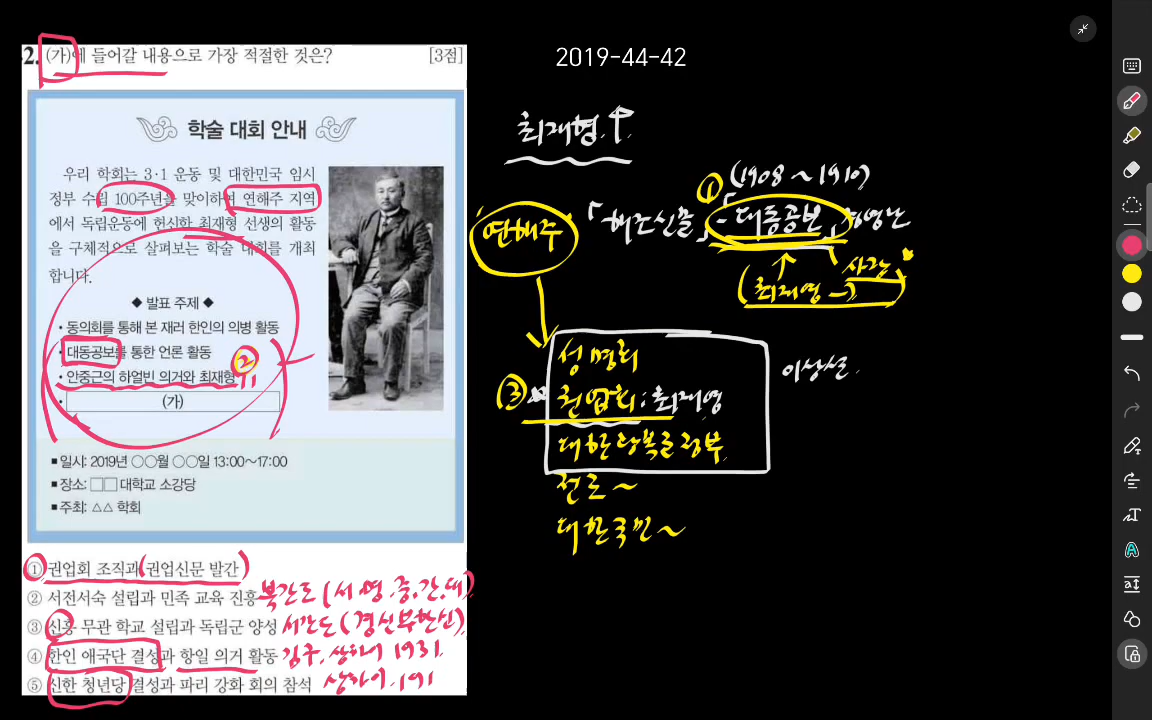 2. (가)에 들어갈 내용으로 가장 적절한 것은? [3점]
학술 대회 안내
우리 학회는 3·1 운동 및 대한민국 임시
정부 수립 100주년을 맞이하여 연해주 지역
에서 독립운동에 헌신한 최재형 선생의 활동
을 구체적으로 살펴보는 학술 대회를 개최
합니다.
◆ 발표 주제 ◆
• 동의회를 통해 본 재러 한인의 의병 활동
• 대동공보를 통한 언론 활동
• 안중근의 하얼빈 의거와 최재형 ②
• (가)
■ 일시: 2019년 ○○월 ○○일 13:00~17:00
■ 장소: □□ 대학교 소강당
■ 주최: △△ 학회
① 권업회 조직과 권업신문 발간
② 서전서숙 설립과 민족 교육 진흥 북간도 (서.명.중.간.대)
③ 신흥 무관 학교 설립과 독립군 양성 서간도 (경신부한신)
④ 한인 애국단 결성과 항일 의거 활동 김구. 상하이 1931.
⑤ 신한 청년당 결성과 파리 강화 회의 참석 상하이. 191
2019-44-42
최재형.
① (1908 ~ 1910)
연해주 「해조신문」 - 「대동공보」
(최재형 → 사장)
성명회
③ 권업회 : 최재형 이상설.
대한광복군정부
전로 ~
대한국민 ~